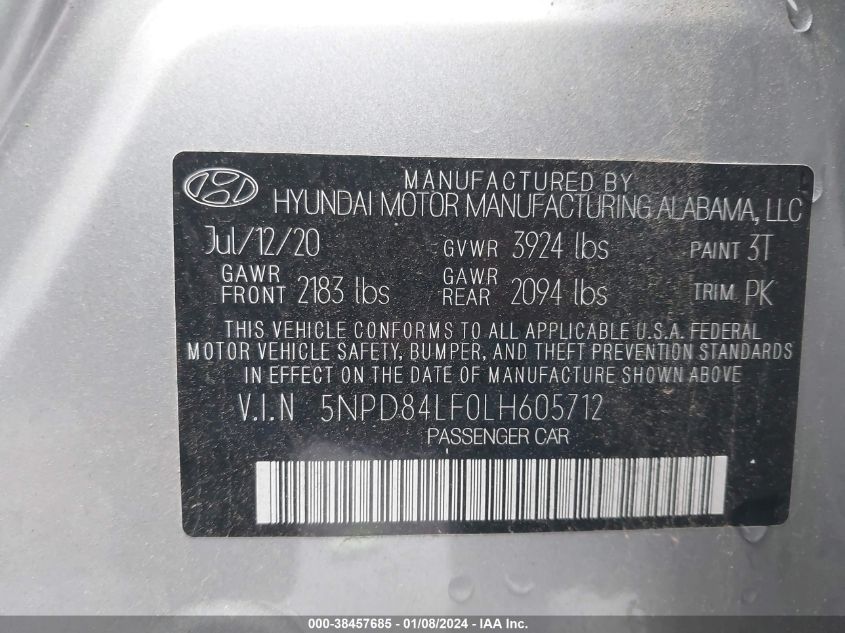 MANUFACTURED BY
HYUNDAI MOTOR MANUFACTURING ALABAMA, LLC
Jul/12/20 GVWR 3924 lbs PAINT 3T
GAWR FRONT 2183 lbs GAWR REAR 2094 lbs TRIM PK
THIS VEHICLE CONFORMS TO ALL APPLICABLE U.S.A. FEDERAL
MOTOR VEHICLE SAFETY, BUMPER, AND THEFT PREVENTION STANDARDS
IN EFFECT ON THE DATE OF MANUFACTURE SHOWN ABOVE
V.I.N 5NPD84LF0LH605712
PASSENGER CAR
000-38457685 | 01/08/2024 - IAA Inc.